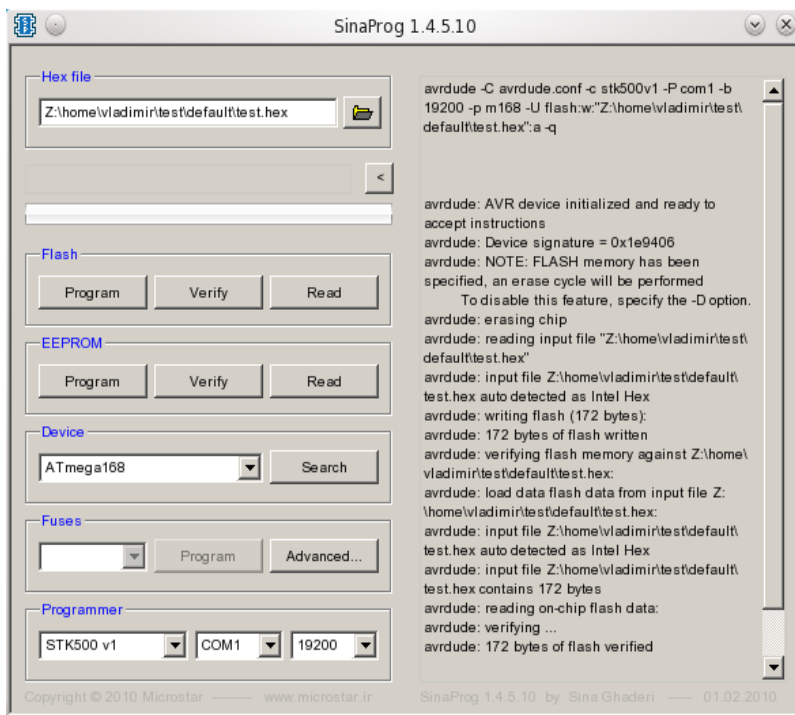 SinaProg 1.4.5.10
Hex file
Z:\home\vladimir\test\default\test.hex
<
Flash
Program Verify Read
EEPROM
Program Verify Read
Device
ATmega168 Search
Fuses
Program Advanced...
Programmer
STK500 v1 COM1 19200
avrdude -C avrdude.conf -c stk500v1 -P com1 -b
19200 -p m168 -U flash:w:"Z:\home\vladimir\test\
default\test.hex":a -q
avrdude: AVR device initialized and ready to
accept instructions
avrdude: Device signature = 0x1e9406
avrdude: NOTE: FLASH memory has been
specified, an erase cycle will be performed
To disable this feature, specify the -D option.
avrdude: erasing chip
avrdude: reading input file "Z:\home\vladimir\test\
default\test.hex"
avrdude: input file Z:\home\vladimir\test\default\
test.hex auto detected as Intel Hex
avrdude: writing flash (172 bytes):
avrdude: 172 bytes of flash written
avrdude: verifying flash memory against Z:\home\
vladimir\test\default\test.hex:
avrdude: load data flash data from input file Z:
\home\vladimir\test\default\test.hex:
avrdude: input file Z:\home\vladimir\test\default\
test.hex auto detected as Intel Hex
avrdude: input file Z:\home\vladimir\test\default\
test.hex contains 172 bytes
avrdude: reading on-chip flash data:
avrdude: verifying ...
avrdude: 172 bytes of flash verified
Copyright © 2010 Microstar ——— www.microstar.ir
SinaProg 1.4.5.10 by Sina Ghaderi —— 01.02.2010